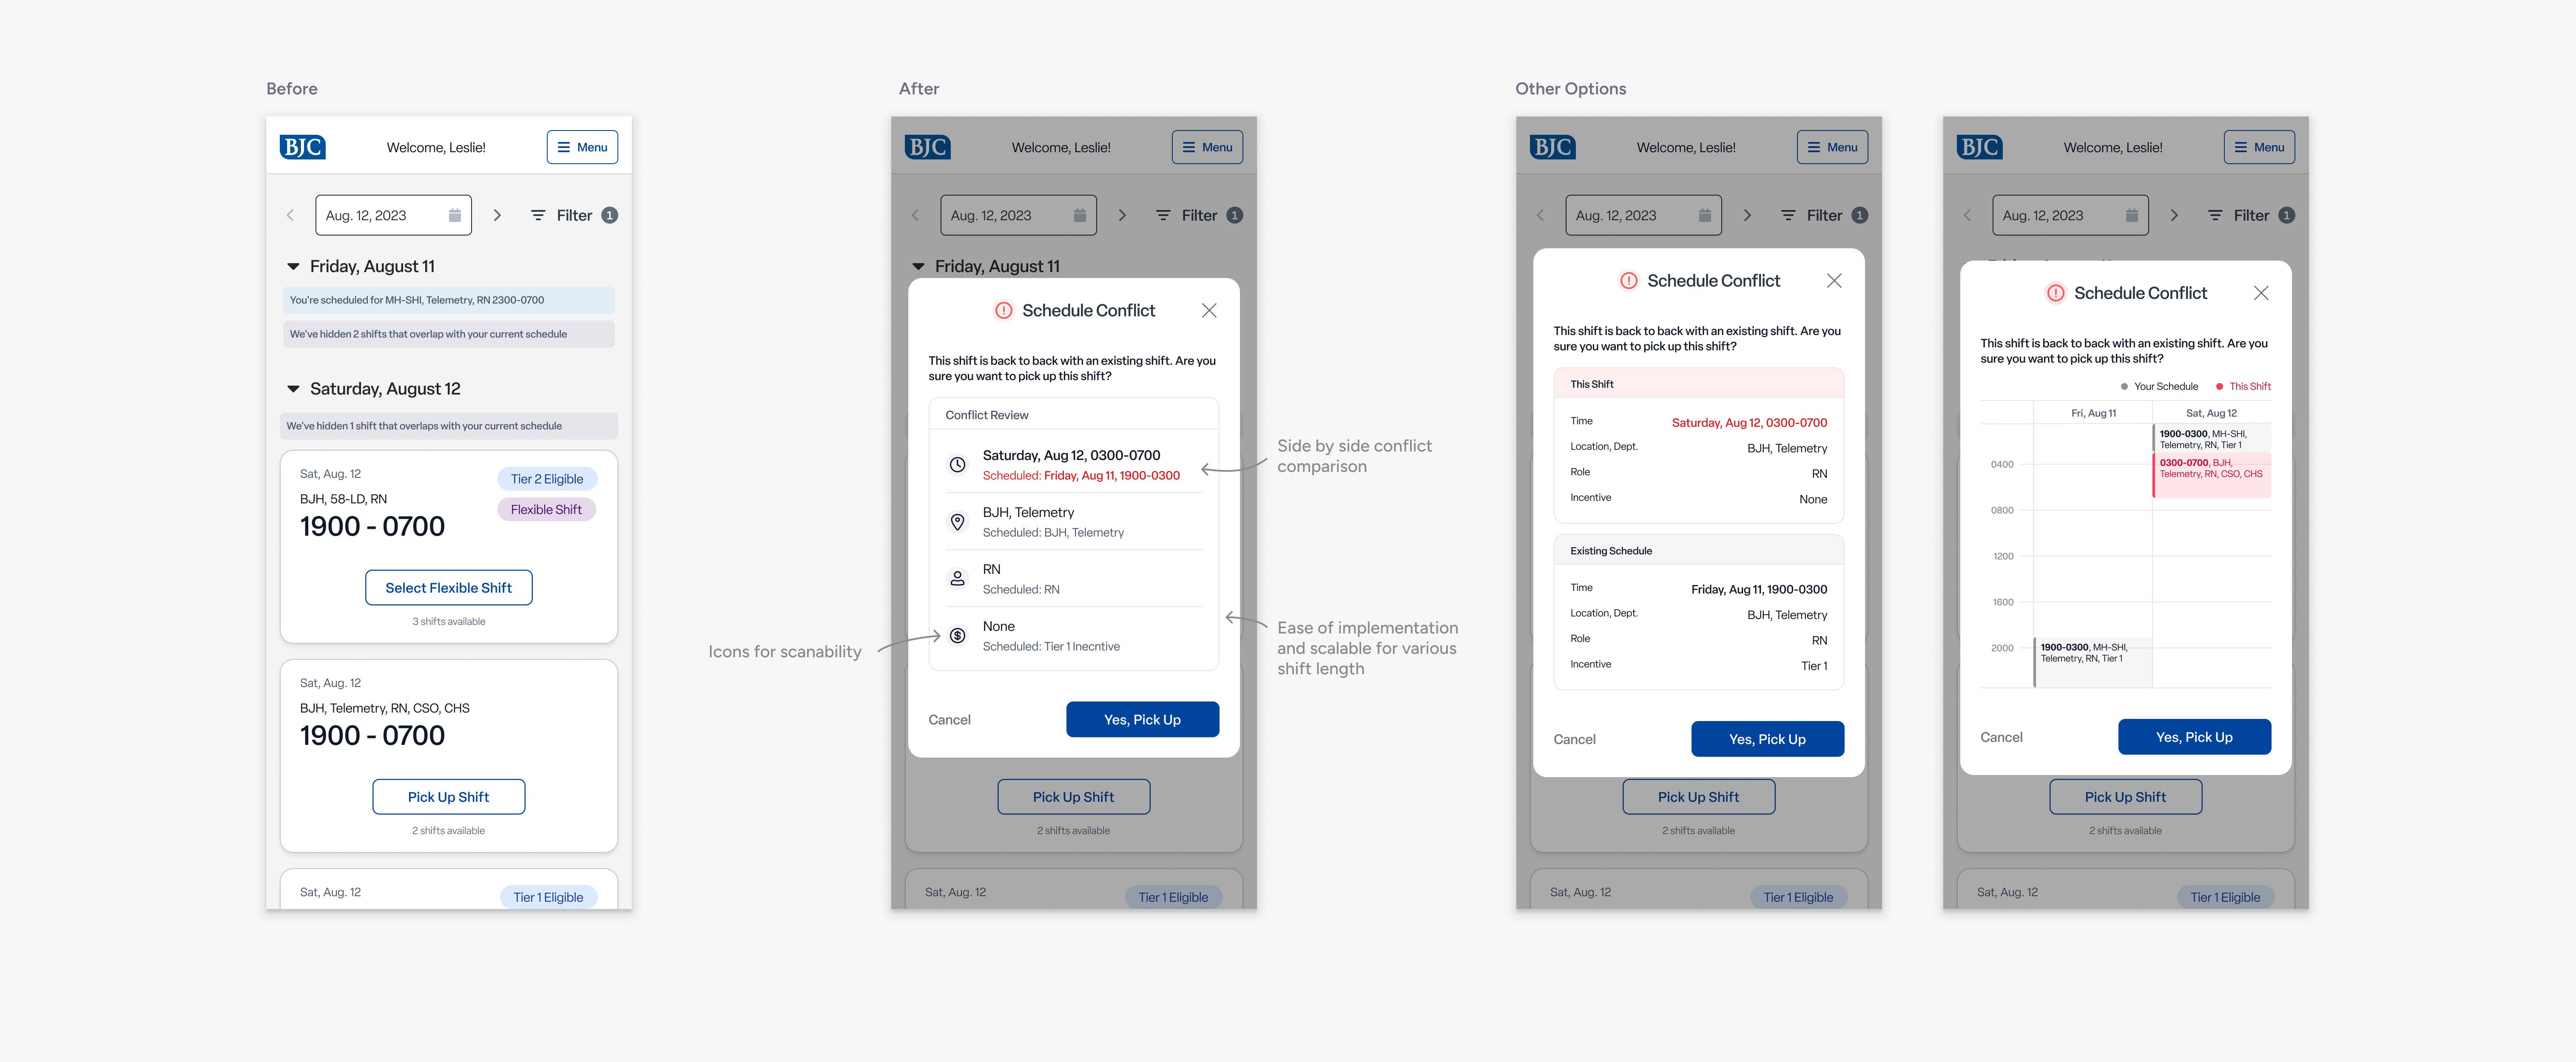 Before
BJC
Welcome, Leslie!
Menu
Aug. 12, 2023
Filter
1
Friday, August 11
You're scheduled for MH-SHI, Telemetry, RN 2300-0700
We've hidden 2 shifts that overlap with your current schedule
Saturday, August 12
We've hidden 1 shift that overlaps with your current schedule
Sat, Aug. 12
Tier 2 Eligible
BJH, 58-LD, RN
Flexible Shift
1900 - 0700
Select Flexible Shift
3 shifts available
Sat, Aug. 12
BJH, Telemetry, RN, CSO, CHS
1900 - 0700
Pick Up Shift
2 shifts available
Sat, Aug. 12
Tier 1 Eligible
After
BJC
Welcome, Leslie!
Menu
Aug. 12, 2023
Filter
1
Friday, August 11
Schedule Conflict
This shift is back to back with an existing shift. Are you
sure you want to pick up this shift?
Conflict Review
Saturday, Aug 12, 0300-0700
Scheduled: Friday, Aug 11, 1900-0300
BJH, Telemetry
Scheduled: BJH, Telemetry
RN
Scheduled: RN
None
Scheduled: Tier 1 Inecntive
Cancel
Yes, Pick Up
Pick Up Shift
2 shifts available
Sat, Aug. 12
Tier 1 Eligible
Icons for scanability
Side by side conflict
comparison
Ease of implementation
and scalable for various
shift length
Other Options
BJC
Welcome, Leslie!
Menu
Aug. 12, 2023
Filter
1
Schedule Conflict
This shift is back to back with an existing shift. Are you
sure you want to pick up this shift?
This Shift
Time
Saturday, Aug 12, 0300-0700
Location, Dept.
BJH, Telemetry
Role
RN
Incentive
None
Existing Schedule
Time
Friday, Aug 11, 1900-0300
Location, Dept.
BJH, Telemetry
Role
RN
Incentive
Tier 1
Cancel
Yes, Pick Up
Pick Up Shift
2 shifts available
Sat, Aug. 12
Tier 1 Eligible
BJC
Welcome, Leslie!
Menu
Aug. 12, 2023
Filter
1
Schedule Conflict
This shift is back to back with an existing shift. Are you
sure you want to pick up this shift?
Your Schedule
This Shift
Fri, Aug 11
Sat, Aug 12
1900-0300, MH-SHI,
Telemetry, RN, Tier 1
0300-0700, BJH,
Telemetry, RN, CSO, CHS
0400
0800
1200
1600
2000
1900-0300, MH-SHI,
Telemetry, RN, Tier 1
Cancel
Yes, Pick Up
Pick Up Shift
2 shifts available
Sat, Aug. 12
Tier 1 Eligible